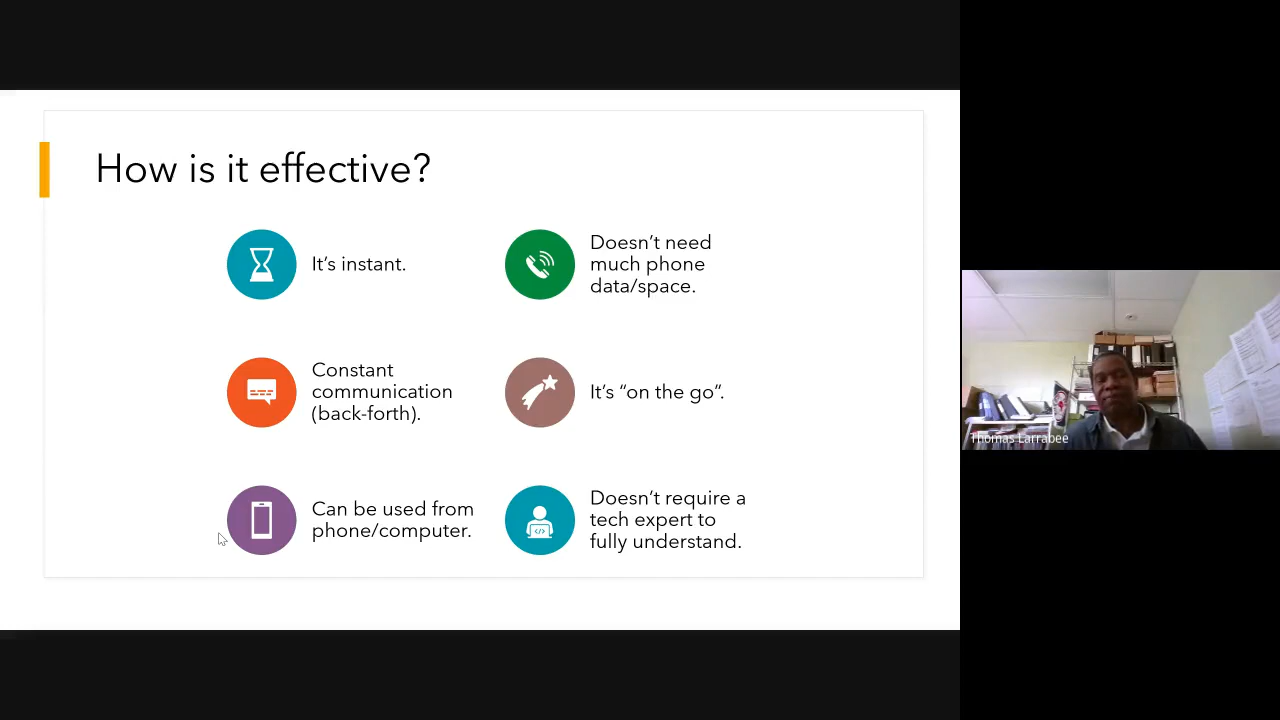 How is it effective?
It's instant.
Doesn't need
much phone
data/space.
Constant
communication
(back-forth).
It's “on the go”.
Can be used from
phone/computer.
Doesn't require a
tech expert to
fully understand.
Thomas Larrabee